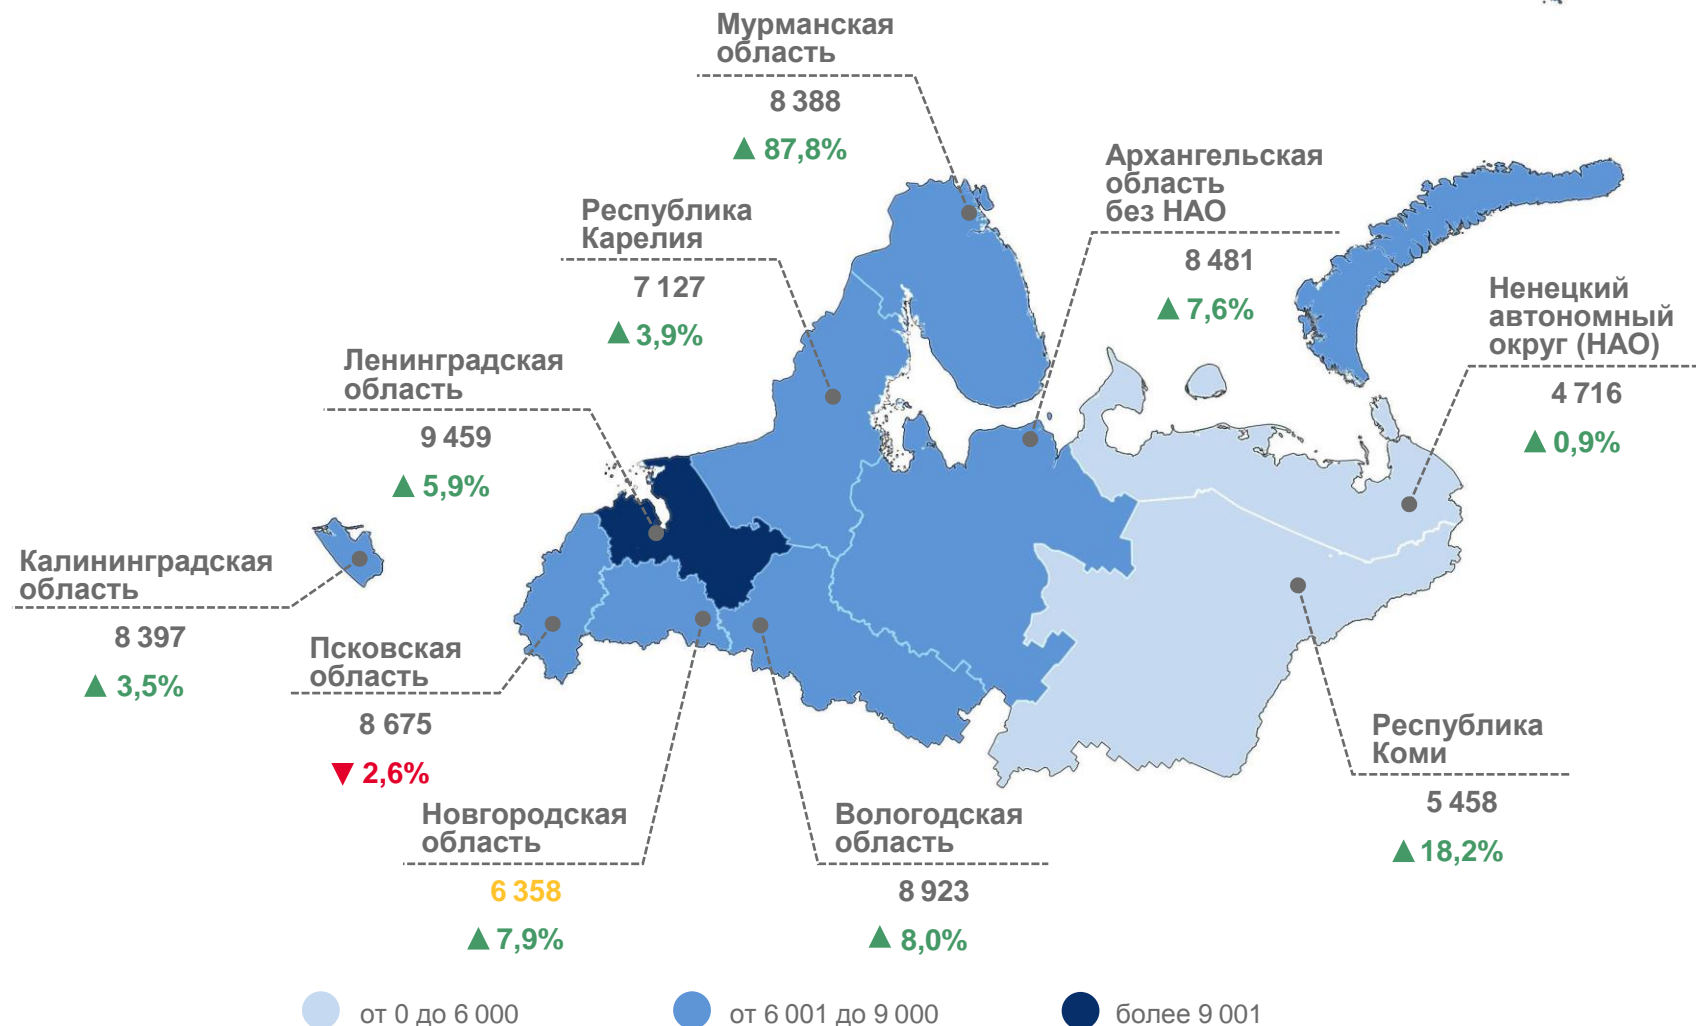 Мурманская
область
8 388
▲ 87,8%
Архангельская
область
без НАО
8 481
▲ 7,6%
Республика
Карелия
7 127
▲ 3,9%
Ненецкий
автономный
округ (НАО)
4 716
▲ 0,9%
Ленинградская
область
9 459
▲ 5,9%
Калининградская
область
8 397
▲ 3,5%
Псковская
область
8 675
▼ 2,6%
Республика
Коми
5 458
▲ 18,2%
Новгородская
область
6 358
▲ 7,9%
Вологодская
область
8 923
▲ 8,0%
от 0 до 6 000
от 6 001 до 9 000
более 9 001